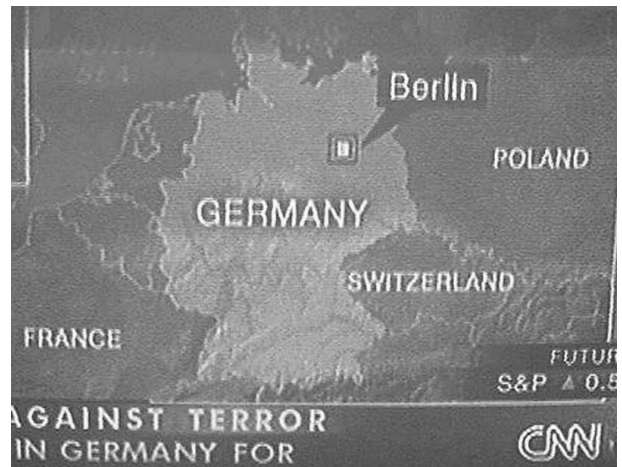 Berlin
POLAND
GERMANY
SWITZERLAND
FRANCE
FUTUR
S&P ▲ 0.5
AGAINST TERROR
IN GERMANY FOR
CNN